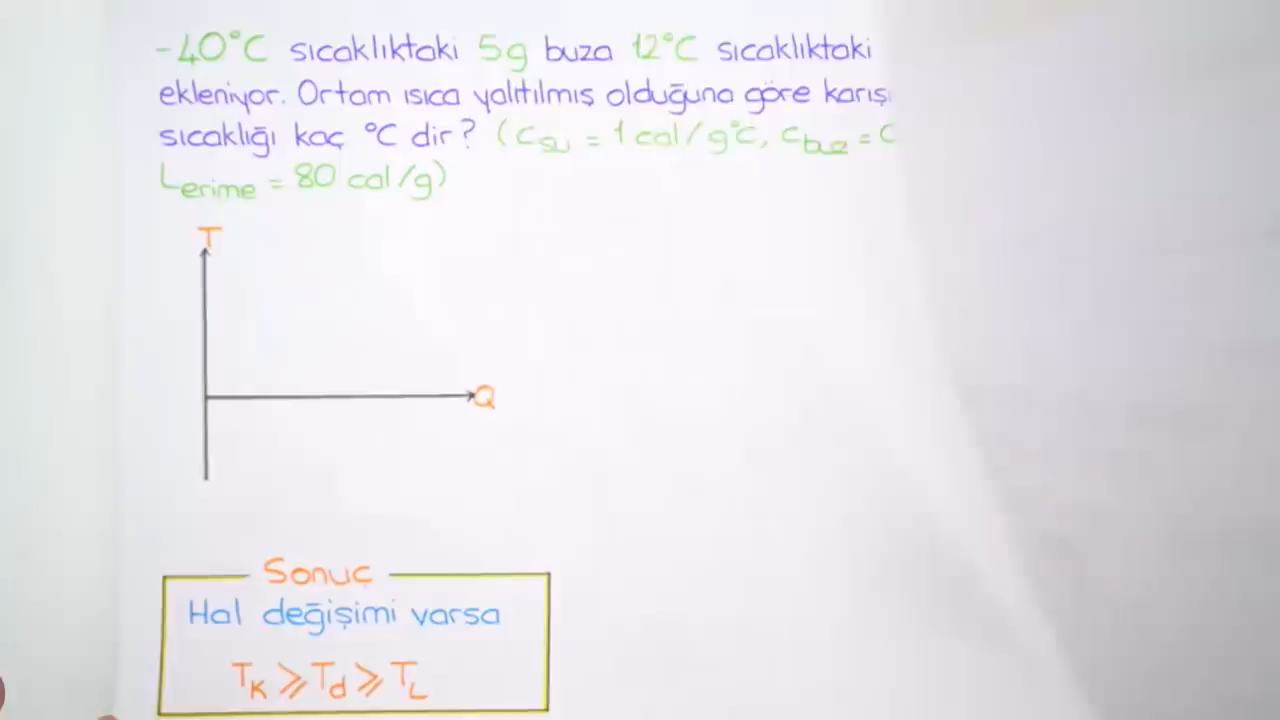 -40°C sıcaklıktaki 5g buza 12°C sıcaklıktaki
ekleniyor. Ortam ısıca yalıtılmış olduğuna göre
sıcaklığı kaç °C dir? (csu = 1 cal/g°C, cbuz =
Lerime = 80 cal/g)
T
Q
Sonuç
Hal değişimi varsa
TK ⩾ Td ⩾ TL